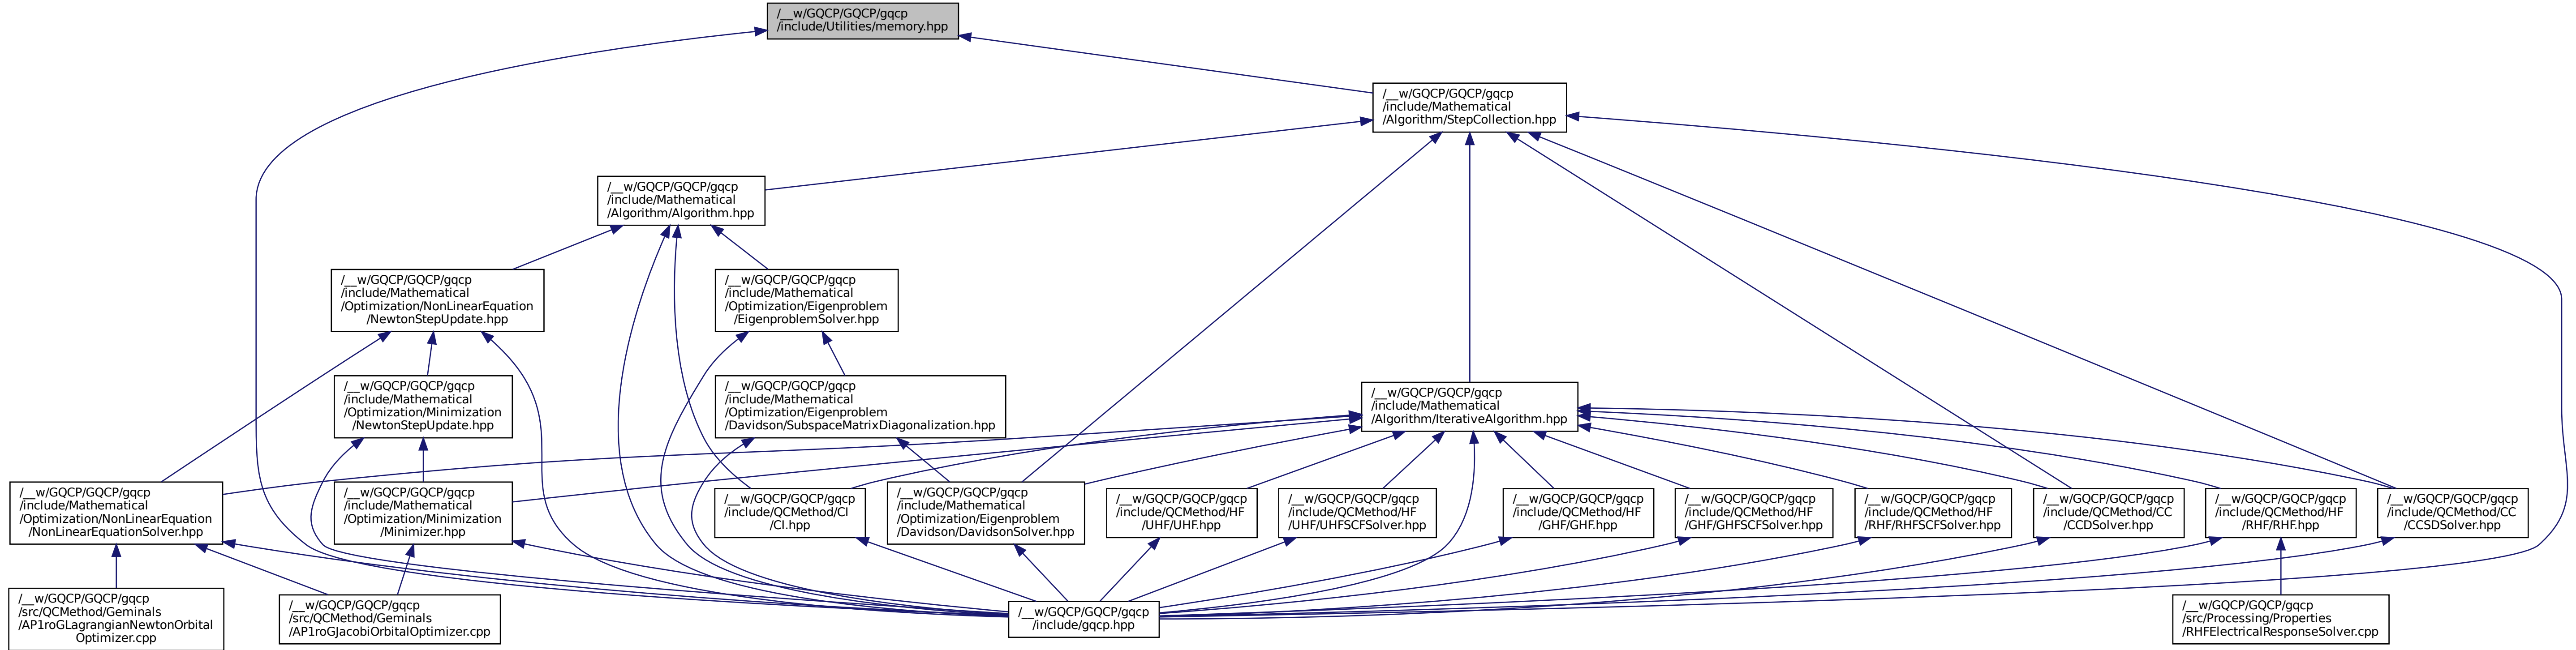 /__w/GQCP/GQCP/gqcp
/include/Utilities/memory.hpp
/__w/GQCP/GQCP/gqcp
/include/Mathematical
/Algorithm/StepCollection.hpp
/__w/GQCP/GQCP/gqcp
/include/Mathematical
/Algorithm/Algorithm.hpp
/__w/GQCP/GQCP/gqcp
/include/Mathematical
/Optimization/NonLinearEquation
/NewtonStepUpdate.hpp
/__w/GQCP/GQCP/gqcp
/include/Mathematical
/Optimization/Eigenproblem
/EigenproblemSolver.hpp
/__w/GQCP/GQCP/gqcp
/include/Mathematical
/Optimization/Minimization
/NewtonStepUpdate.hpp
/__w/GQCP/GQCP/gqcp
/include/Mathematical
/Optimization/Eigenproblem
/Davidson/SubspaceMatrixDiagonalization.hpp
/__w/GQCP/GQCP/gqcp
/include/Mathematical
/Algorithm/IterativeAlgorithm.hpp
/__w/GQCP/GQCP/gqcp
/include/Mathematical
/Optimization/NonLinearEquation
/NonLinearEquationSolver.hpp
/__w/GQCP/GQCP/gqcp
/include/Mathematical
/Optimization/Minimization
/Minimizer.hpp
/__w/GQCP/GQCP/gqcp
/include/QCMethod/CI
/CI.hpp
/__w/GQCP/GQCP/gqcp
/include/Mathematical
/Optimization/Eigenproblem
/Davidson/DavidsonSolver.hpp
/__w/GQCP/GQCP/gqcp
/include/QCMethod/HF
/UHF/UHF.hpp
/__w/GQCP/GQCP/gqcp
/include/QCMethod/HF
/UHF/UHFSCFSolver.hpp
/__w/GQCP/GQCP/gqcp
/include/QCMethod/HF
/GHF/GHF.hpp
/__w/GQCP/GQCP/gqcp
/include/QCMethod/HF
/GHF/GHFSCFSolver.hpp
/__w/GQCP/GQCP/gqcp
/include/QCMethod/HF
/RHF/RHFSCFSolver.hpp
/__w/GQCP/GQCP/gqcp
/include/QCMethod/CC
/CCDSolver.hpp
/__w/GQCP/GQCP/gqcp
/include/QCMethod/HF
/RHF/RHF.hpp
/__w/GQCP/GQCP/gqcp
/include/QCMethod/CC
/CCSDSolver.hpp
/__w/GQCP/GQCP/gqcp
/src/QCMethod/Geminals
/AP1roGLagrangianNewtonOrbital
Optimizer.cpp
/__w/GQCP/GQCP/gqcp
/src/QCMethod/Geminals
/AP1roGJacobiOrbitalOptimizer.cpp
/__w/GQCP/GQCP/gqcp
/include/gqcp.hpp
/__w/GQCP/GQCP/gqcp
/src/Processing/Properties
/RHFElectricalResponseSolver.cpp